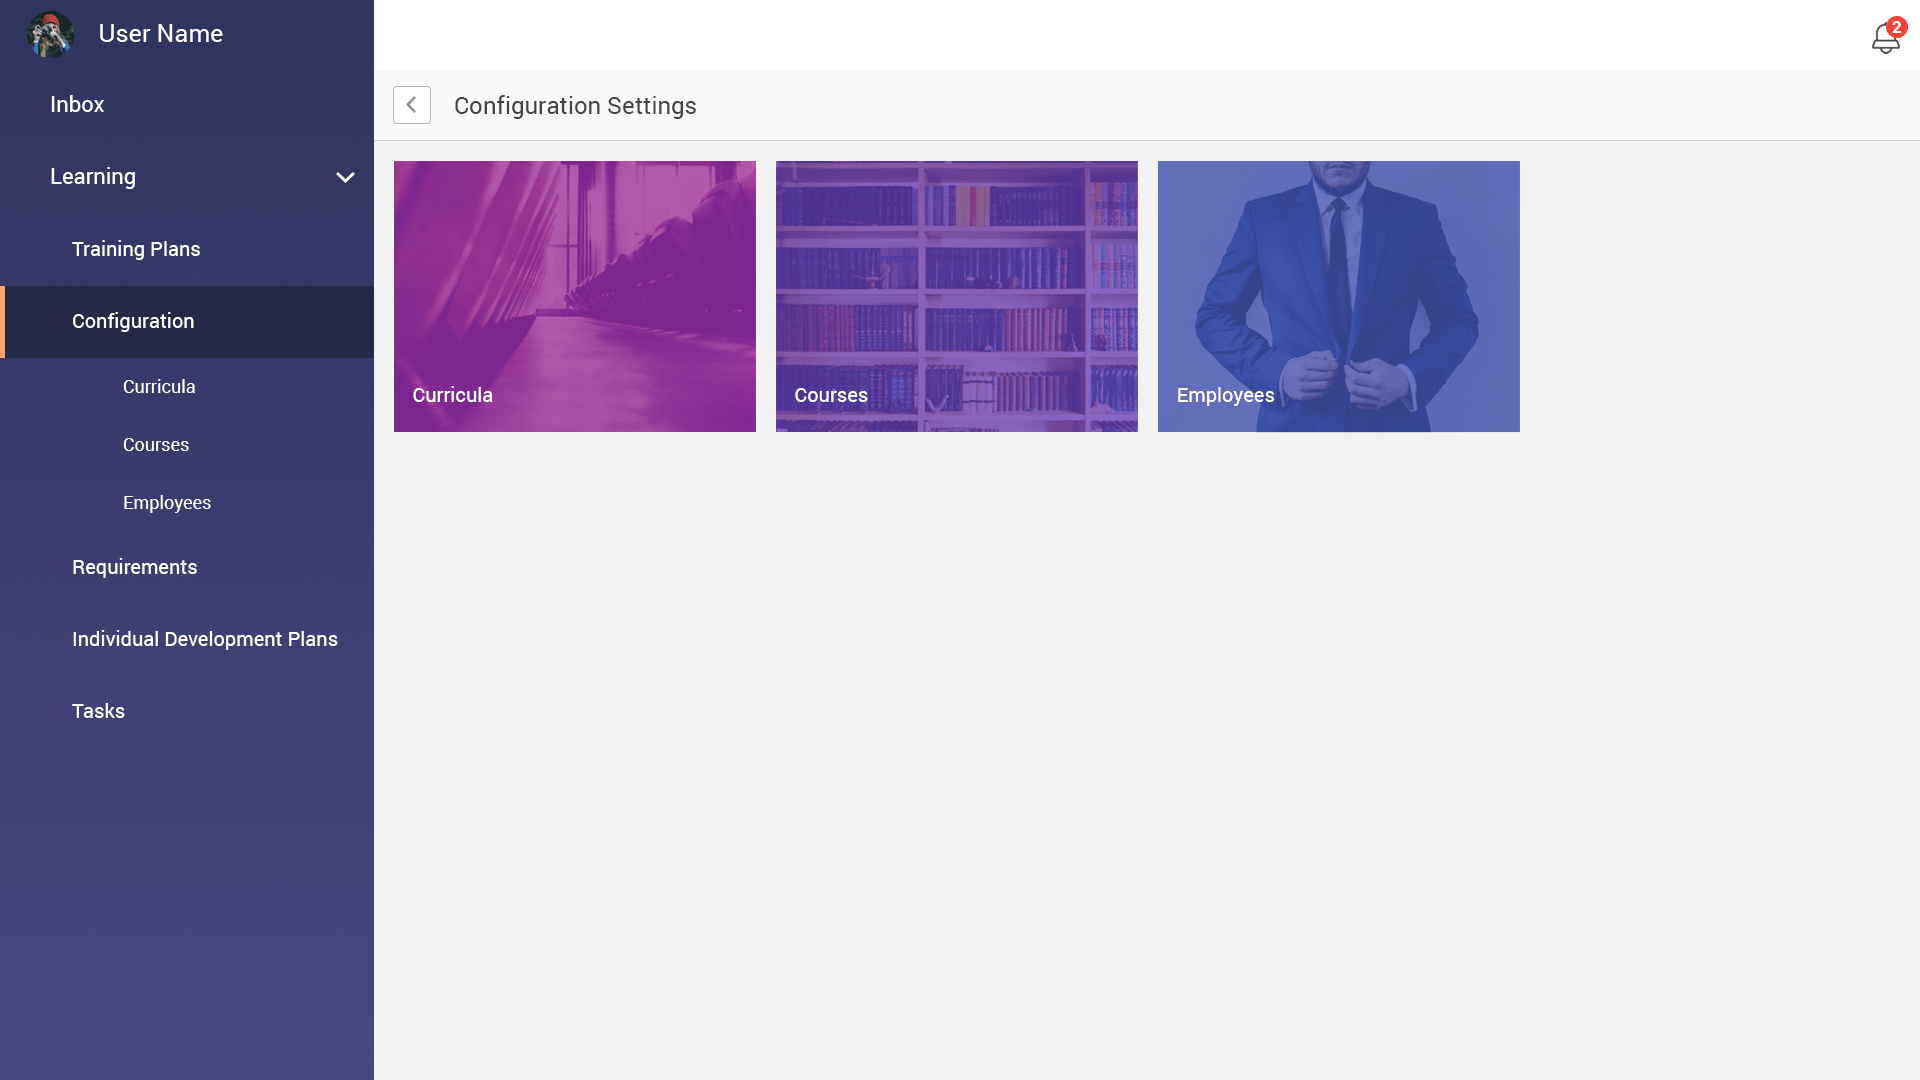 User Name
2
Inbox
Configuration Settings
Learning
Training Plans
Configuration
Curricula
Courses
Employees
Requirements
Individual Development Plans
Tasks
Curricula
Courses
Employees